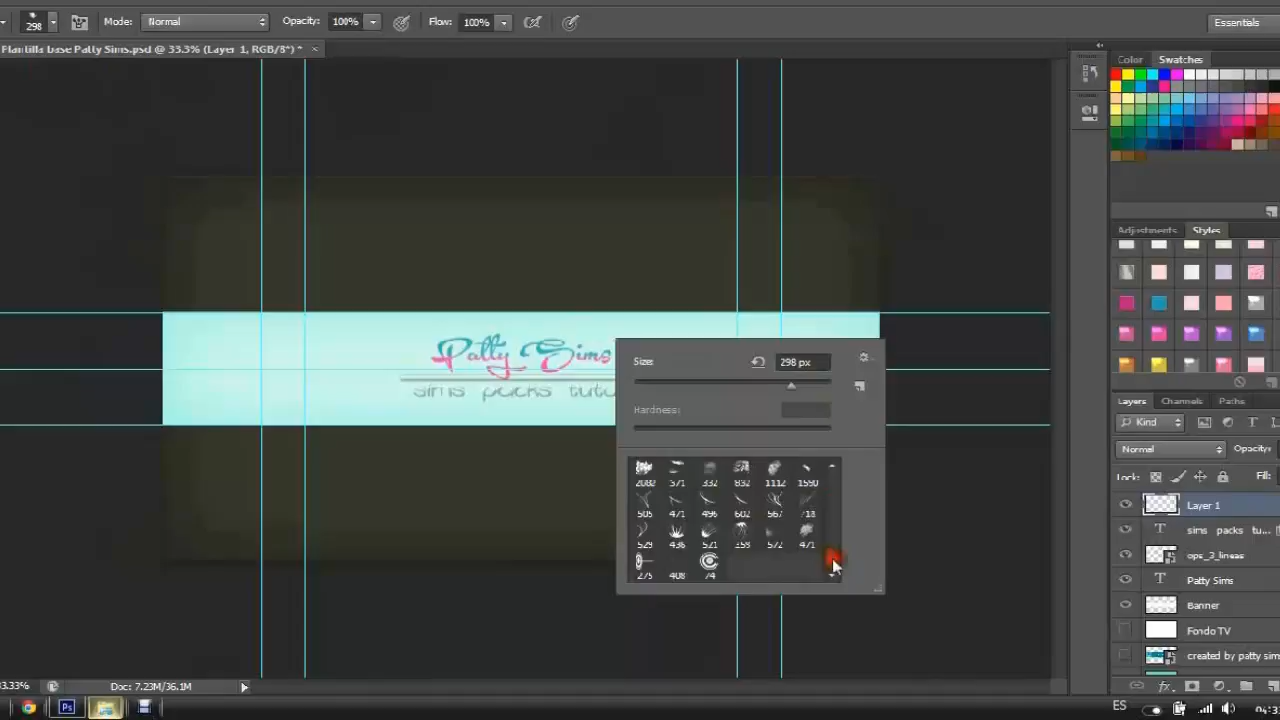 298 Mode: Normal Opacity: 100% Flow: 100% Essentials
Plantilla base Patty Sims.psd @ 33.3% (Layer 1, RGB/8*) * ×
Color Swatches
Adjustments Styles
Patty Sims
sims packs tuto
Size: 298 px
Hardness:
2082 571 332 832 1112 1590
505 471 496 602 567 718
529 436 521 359 572 471
275 408 74
Layers Channels Paths
Kind
Normal Opacity:
Lock: Fill:
Layer 1
sims packs tu...
ops_3_lineas
Patty Sims
Banner
Fondo TV
created by patty sim
33.33% Doc: 7.23M/36.1M
Ps ES